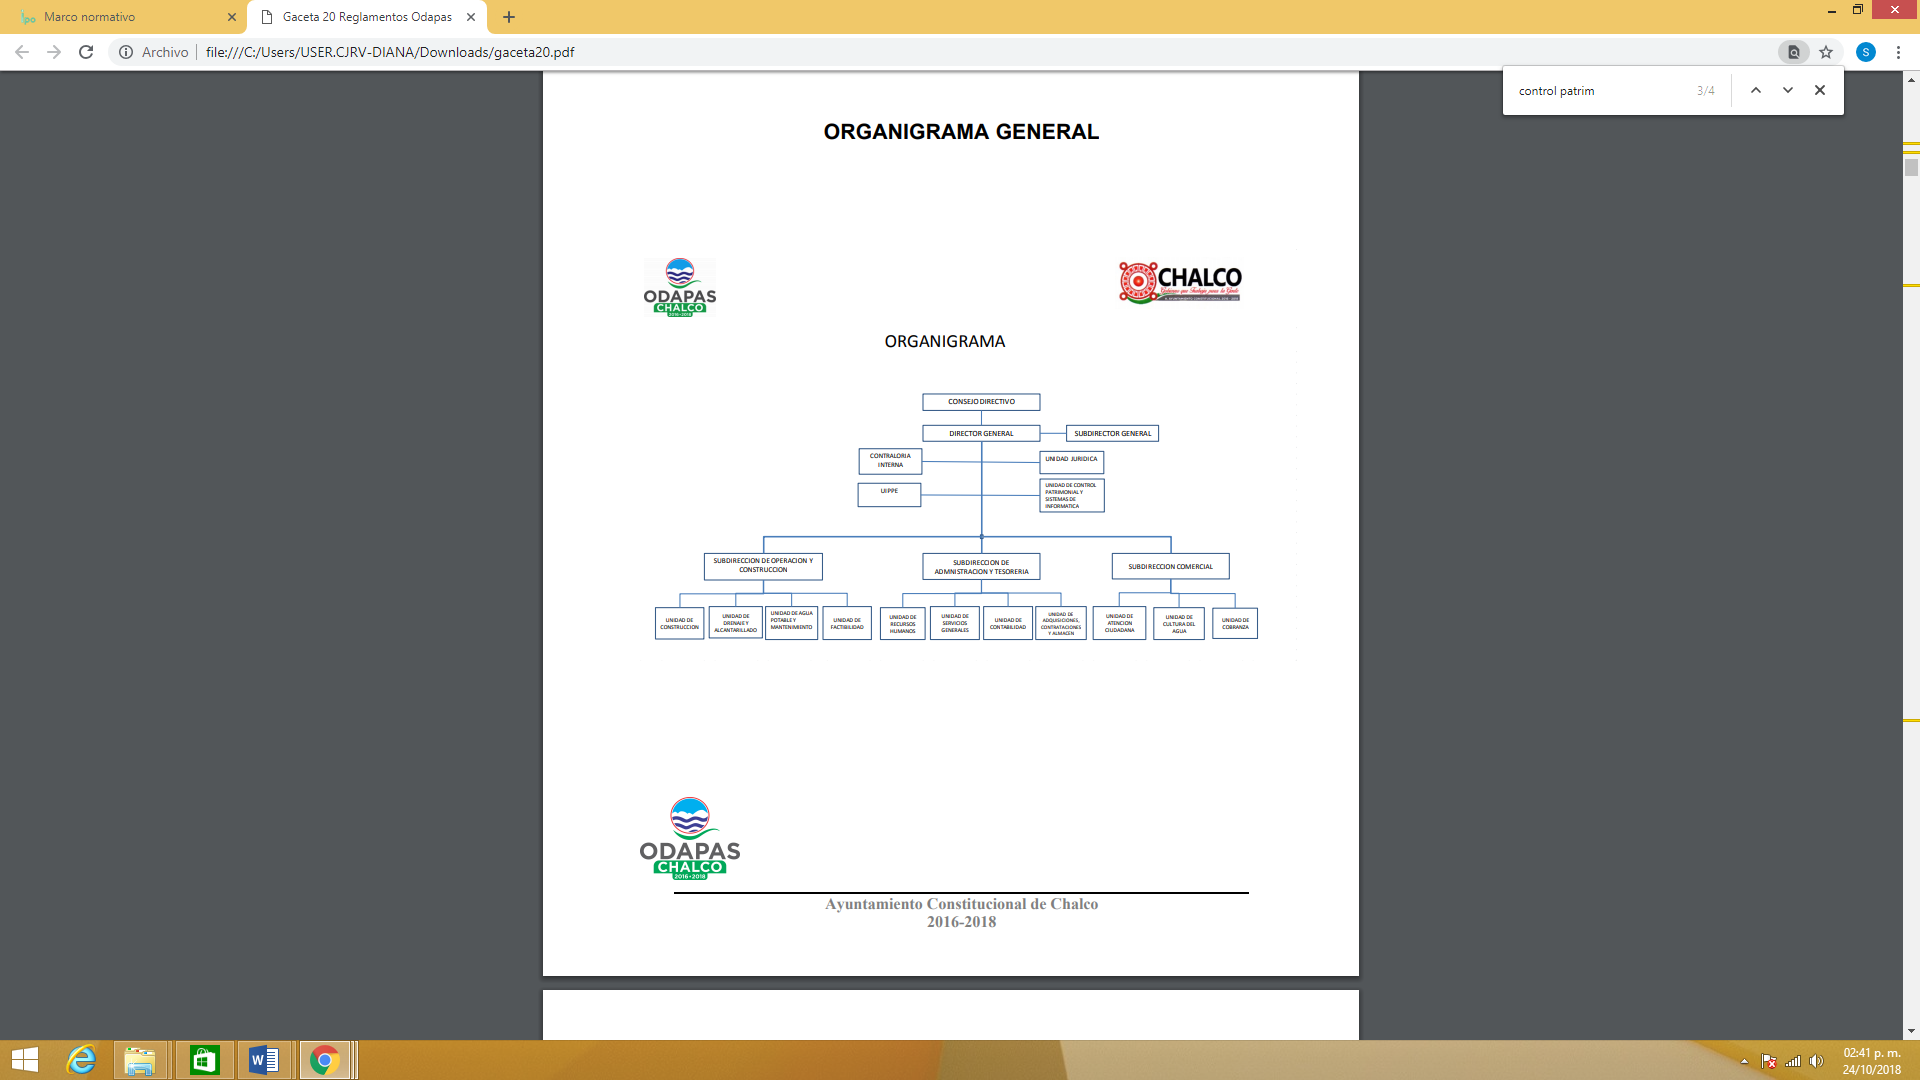 Marco normativo
Gaceta 20 Reglamentos Odapas
Archivo
file:///C:/Users/USER.CJRV-DIANA/Downloads/gaceta20.pdf
S
control patrim
3/4
ORGANIGRAMA GENERAL
ODAPAS
CHALCO
2016-2018
CHALCO
ORGANIGRAMA
CONSEJO DIRECTIVO
DIRECTOR GENERAL
SUBDIRECTOR GENERAL
CONTRALORIA
INTERNA
UNIDAD JURIDICA
UIPPE
UNIDAD DE CONTROL
PATRIMONIAL Y
SISTEMAS DE
INFORMATICA
SUBDIRECCION DE OPERACION Y
CONSTRUCCION
SUBDIRECCION DE
ADMNISTRACION Y TESORERIA
SUBDIRECCION COMERCIAL
UNIDAD DE
CONSTRUCCION
UNIDAD DE
DRENAJE Y
ALCANTARILLADO
UNIDAD DE AGUA
POTABLE Y
MANTENIMIENTO
UNIDAD DE
FACTIBILIDAD
UNIDAD DE
RECURSOS
HUMANOS
UNIDAD DE
SERVICIOS
GENERALES
UNIDAD DE
CONTABILIDAD
UNIDAD DE
ADQUISICIONES,
CONTRATACIONES
Y ALMACEN
UNIDAD DE
ATENCION
CIUDADANA
UNIDAD DE
CULTURA DEL
AGUA
UNIDAD DE
COBRANZA
ODAPAS
CHALCO
2016-2018
Ayuntamiento Constitucional de Chalco
2016-2018
02:41 p. m.
24/10/2018